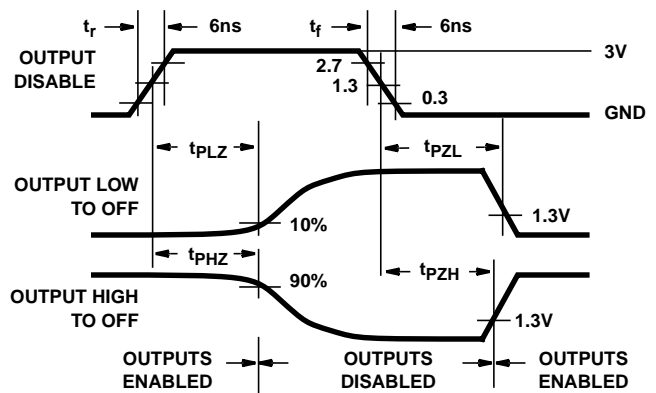 tr 6ns tf 6ns
OUTPUT
DISABLE
2.7
1.3
0.3
3V
GND
tPLZ tPZL
OUTPUT LOW
TO OFF
10%
1.3V
tPHZ tPZH
90%
OUTPUT HIGH
TO OFF
1.3V
OUTPUTS
ENABLED
OUTPUTS
DISABLED
OUTPUTS
ENABLED